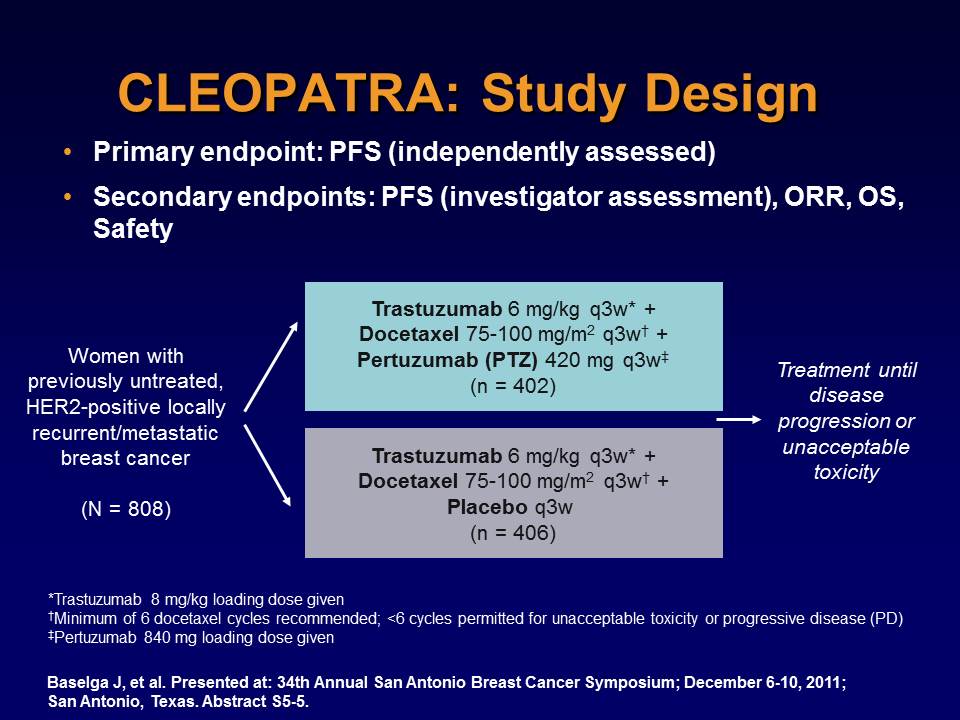 CLEOPATRA: Study Design
• Primary endpoint: PFS (independently assessed)
• Secondary endpoints: PFS (investigator assessment), ORR, OS,
Safety
Women with
previously untreated,
HER2-positive locally
recurrent/metastatic
breast cancer
(N = 808)
Trastuzumab 6 mg/kg q3w* +
Docetaxel 75-100 mg/m² q3w† +
Pertuzumab (PTZ) 420 mg q3w‡
(n = 402)
Trastuzumab 6 mg/kg q3w* +
Docetaxel 75-100 mg/m² q3w† +
Placebo q3w
(n = 406)
Treatment until
disease
progression or
unacceptable
toxicity
*Trastuzumab 8 mg/kg loading dose given
†Minimum of 6 docetaxel cycles recommended; <6 cycles permitted for unacceptable toxicity or progressive disease (PD)
‡Pertuzumab 840 mg loading dose given
Baselga J, et al. Presented at: 34th Annual San Antonio Breast Cancer Symposium; December 6-10, 2011;
San Antonio, Texas. Abstract S5-5.